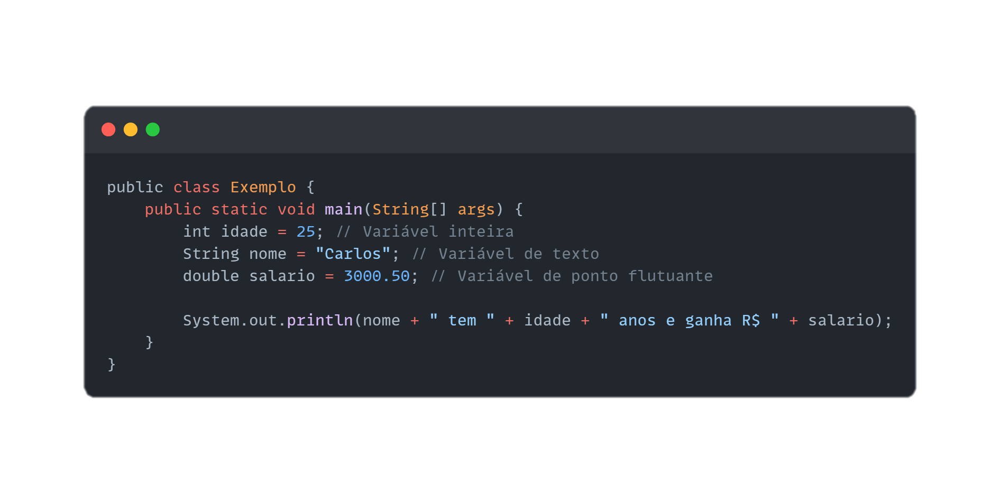 public class Exemplo {
    public static void main(String[] args) {
        int idade = 25; // Variável inteira
        String nome = "Carlos"; // Variável de texto
        double salario = 3000.50; // Variável de ponto flutuante

        System.out.println(nome + " tem " + idade + " anos e ganha R$ " + salario);
    }
}